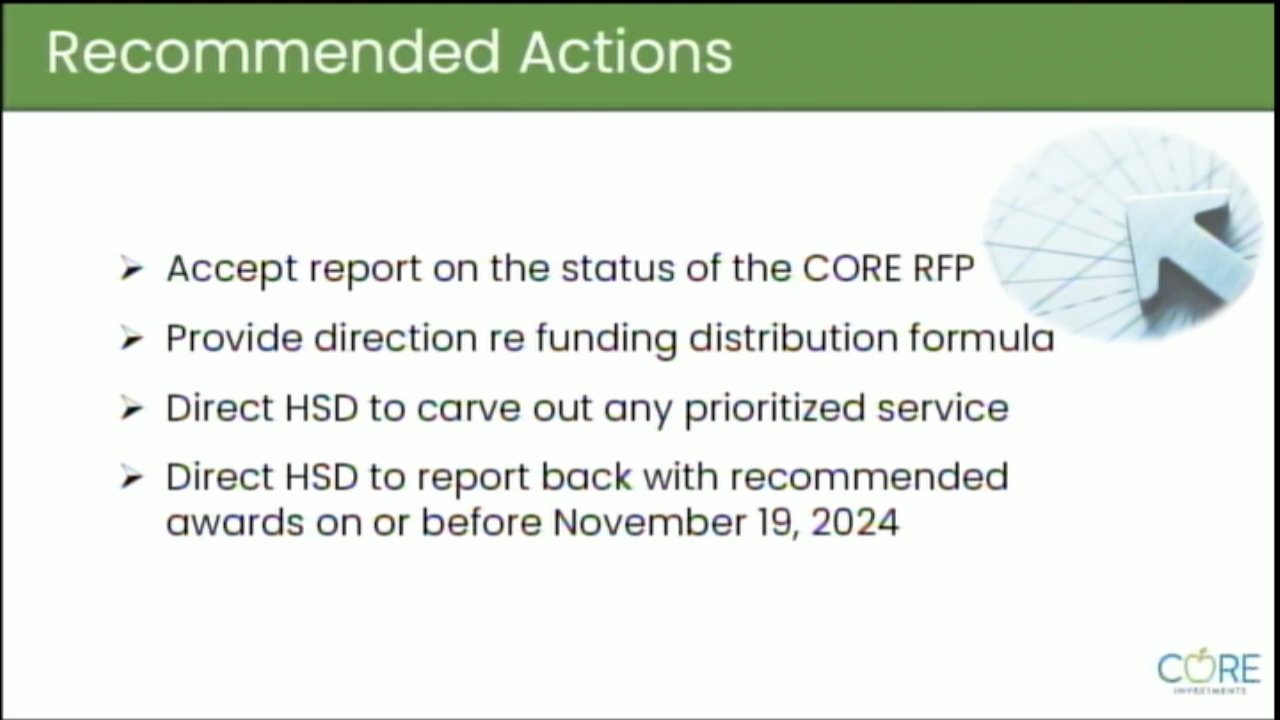 Recommended Actions
Accept report on the status of the CORE RFP
Provide direction re funding distribution formula
Direct HSD to carve out any prioritized service
Direct HSD to report back with recommended
awards on or before November 19, 2024
CORE
INVESTMENTS